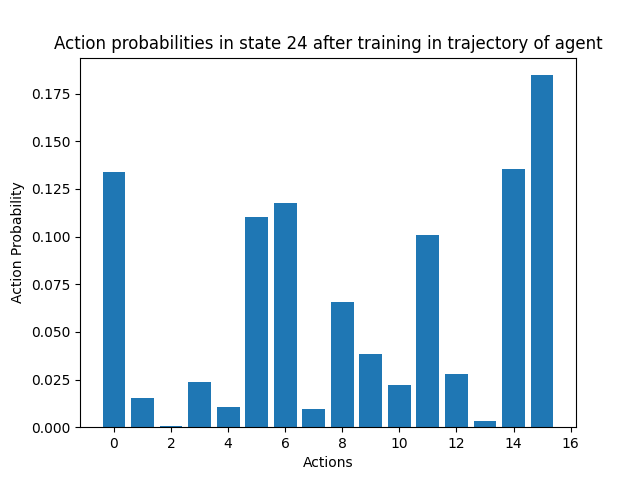 Action probabilities in state 24 after training in trajectory of agent
Action Probability
0.175
0.150
0.125
0.100
0.075
0.050
0.025
0.000
0 2 4 6 8 10 12 14 16
Actions